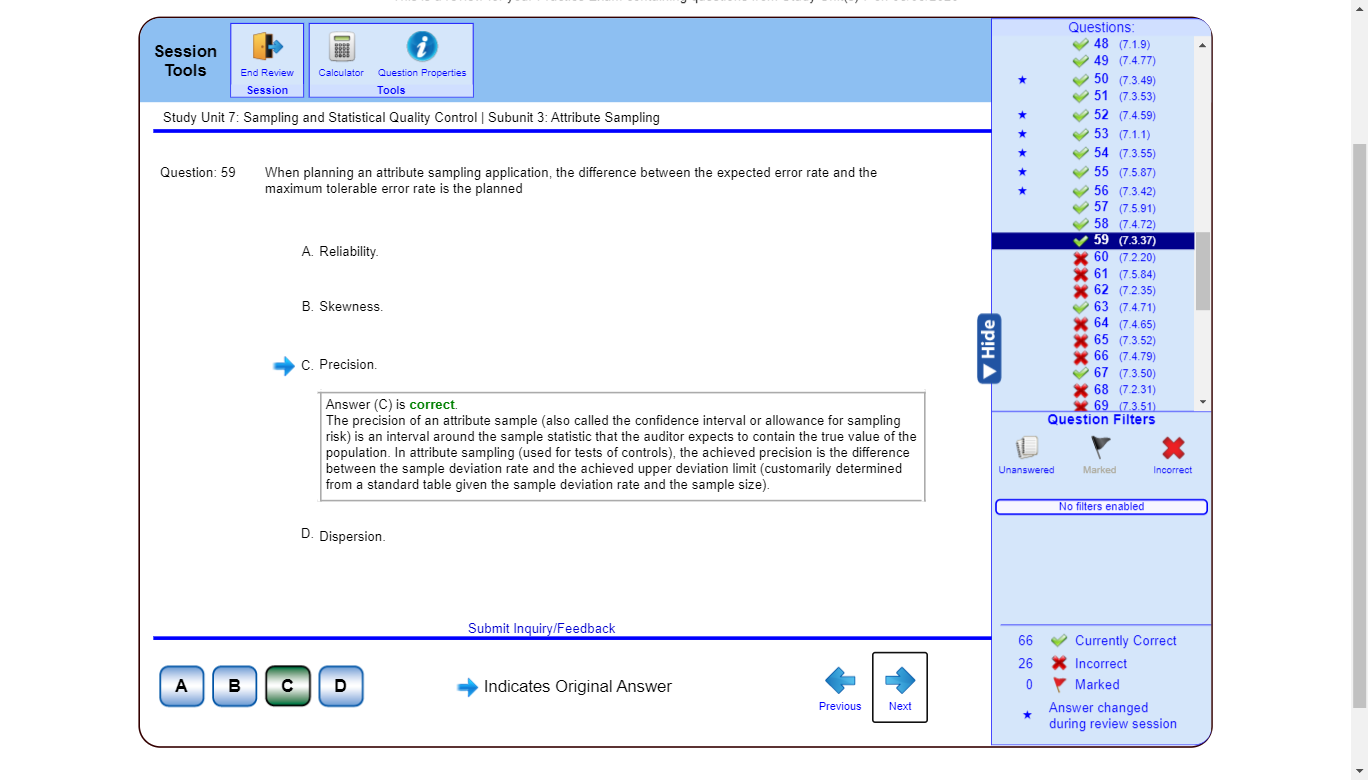 Session
Tools
End Review
Session
Calculator
Question Properties
Tools
Study Unit 7: Sampling and Statistical Quality Control | Subunit 3: Attribute Sampling
Question: 59
When planning an attribute sampling application, the difference between the expected error rate and the
maximum tolerable error rate is the planned
A. Reliability.
B. Skewness.
C. Precision.
Answer (C) is correct.
The precision of an attribute sample (also called the confidence interval or allowance for sampling
risk) is an interval around the sample statistic that the auditor expects to contain the true value of the
population. In attribute sampling (used for tests of controls), the achieved precision is the difference
between the sample deviation rate and the achieved upper deviation limit (customarily determined
from a standard table given the sample deviation rate and the sample size).
D. Dispersion.
Submit Inquiry/Feedback
A B C D
Indicates Original Answer
Previous
Next
Hide
Questions:
48 (7.1.9)
49 (7.4.77)
50 (7.3.49)
51 (7.3.53)
52 (7.4.59)
53 (7.1.1)
54 (7.3.55)
55 (7.5.87)
56 (7.3.42)
57 (7.5.91)
58 (7.4.72)
59 (7.3.37)
60 (7.2.20)
61 (7.5.84)
62 (7.2.35)
63 (7.4.71)
64 (7.4.65)
65 (7.3.52)
66 (7.4.79)
67 (7.3.50)
68 (7.2.31)
69 (7.3.51)
Question Filters
Unanswered
Marked
Incorrect
No filters enabled
66 Currently Correct
26 Incorrect
0 Marked
Answer changed
during review session